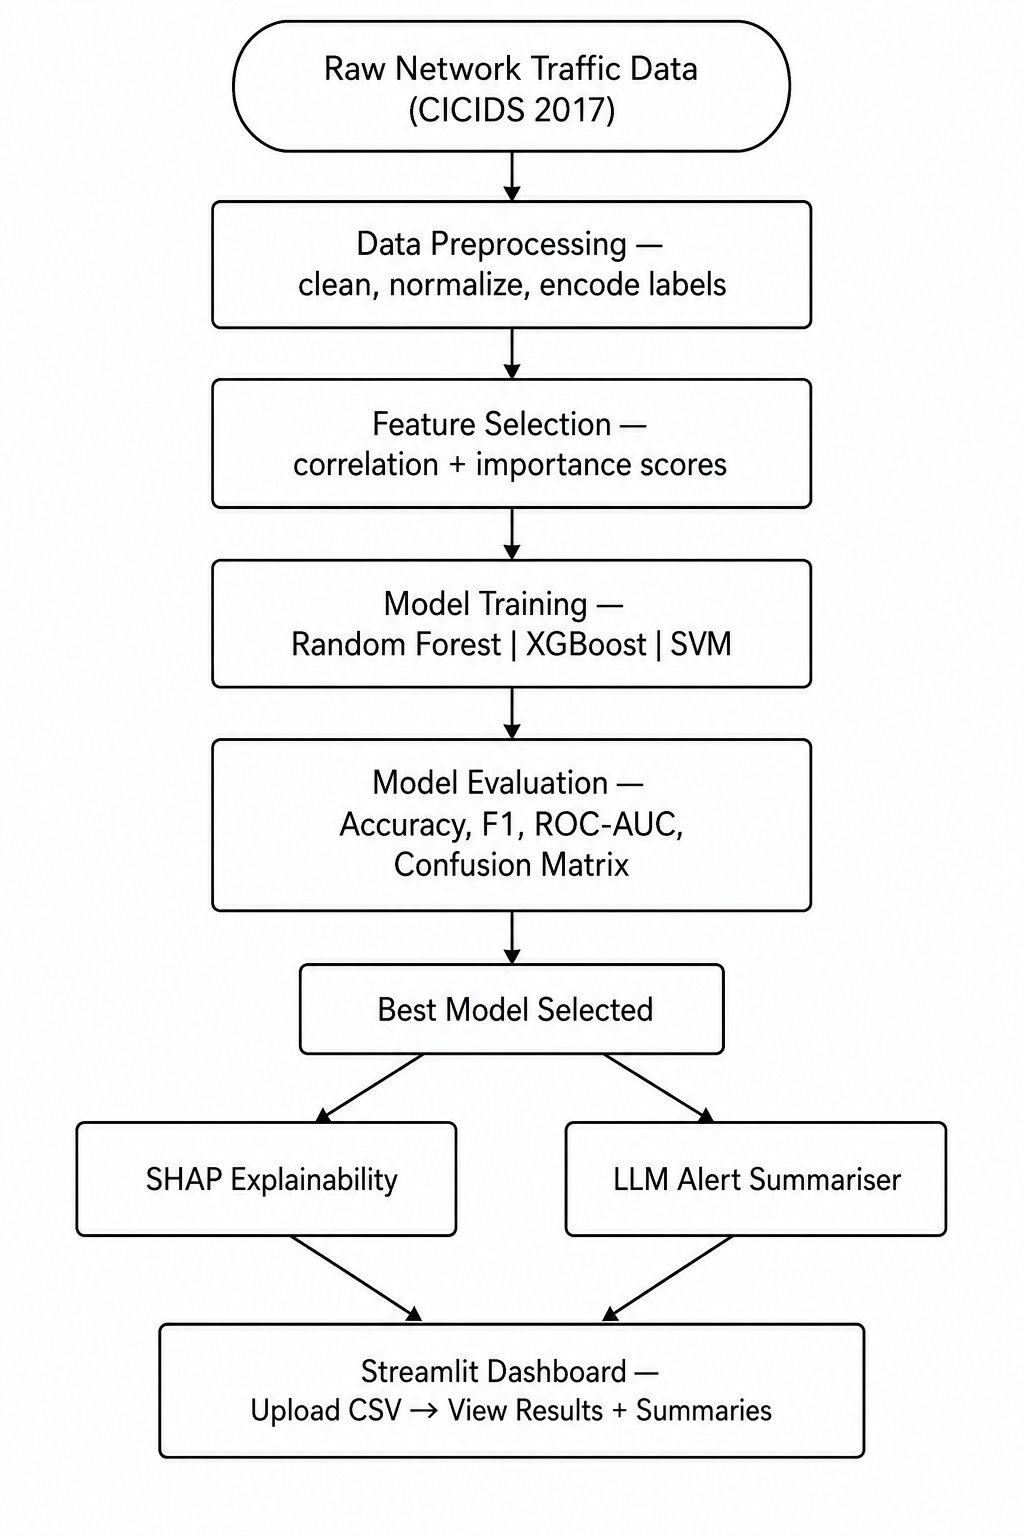 Raw Network Traffic Data
(CICIDS 2017)
Data Preprocessing —
clean, normalize, encode labels
Feature Selection —
correlation + importance scores
Model Training —
Random Forest | XGBoost | SVM
Model Evaluation —
Accuracy, F1, ROC-AUC,
Confusion Matrix
Best Model Selected
SHAP Explainability
LLM Alert Summariser
Streamlit Dashboard —
Upload CSV → View Results + Summaries